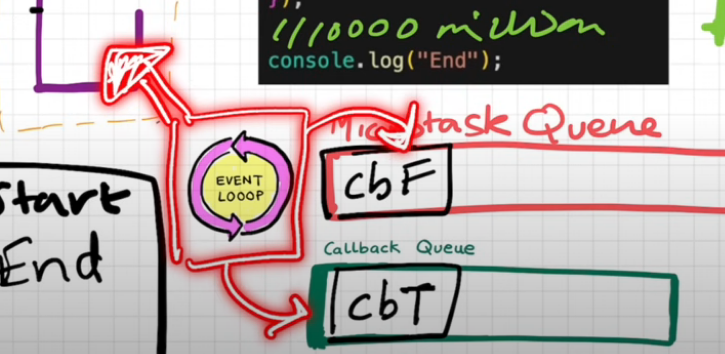 });
// 10000 million
console.log("End");
Microtask Queue
cbF
EVENT
LOOOP
Start
End
Callback Queue
cbT